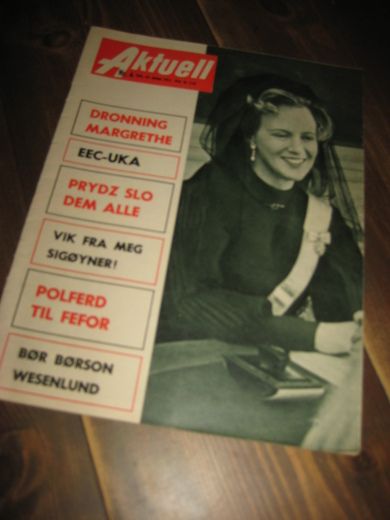 Aktuell
DRONNING
MARGRETHE
EEC-UKA
PRYDZ SLO
DEM ALLE
VIK FRA MEG
SIGØYNER!
POLFERD
TIL FEFOR
BØR BØRSON
WESENLUND